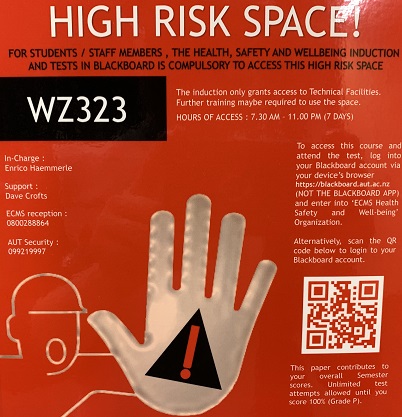 HIGH RISK SPACE!
FOR STUDENTS / STAFF MEMBERS , THE HEALTH, SAFETY AND WELLBEING INDUCTION
AND TESTS IN BLACKBOARD IS COMPULSORY TO ACCESS THIS HIGH RISK SPACE
WZ323
The induction only grants access to Technical Facilities.
Further training maybe required to use the space.
HOURS OF ACCESS : 7.30 AM - 11.00 PM (7 DAYS)
In-Charge :
Enrico Haemmerle
Support :
Dave Crofts
ECMS reception :
0800288864
AUT Security :
099219997
To access this course and
attend the test, log into
your Blackboard account via
your device's browser
https://blackboard.aut.ac.nz
(NOT THE BLACKBOARD APP)
and enter into 'ECMS Health
Safety and Well-being'
Organization.
Alternatively, scan the QR
code below to login to your
Blackboard account.
!
This paper contributes to
your overall Semester
scores. Unlimited test
attempts allowed until you
score 100% (Grade P).